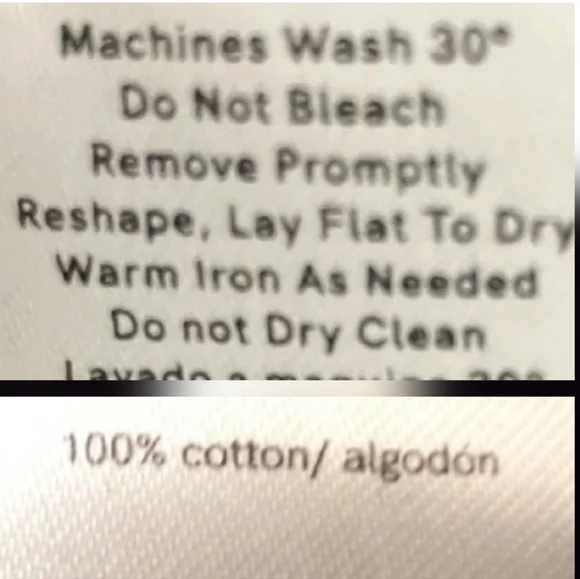 Machines Wash 30°
Do Not Bleach
Remove Promptly
Reshape, Lay Flat To Dry
Warm Iron As Needed
Do not Dry Clean
Lavado a
100% cotton/ algodón